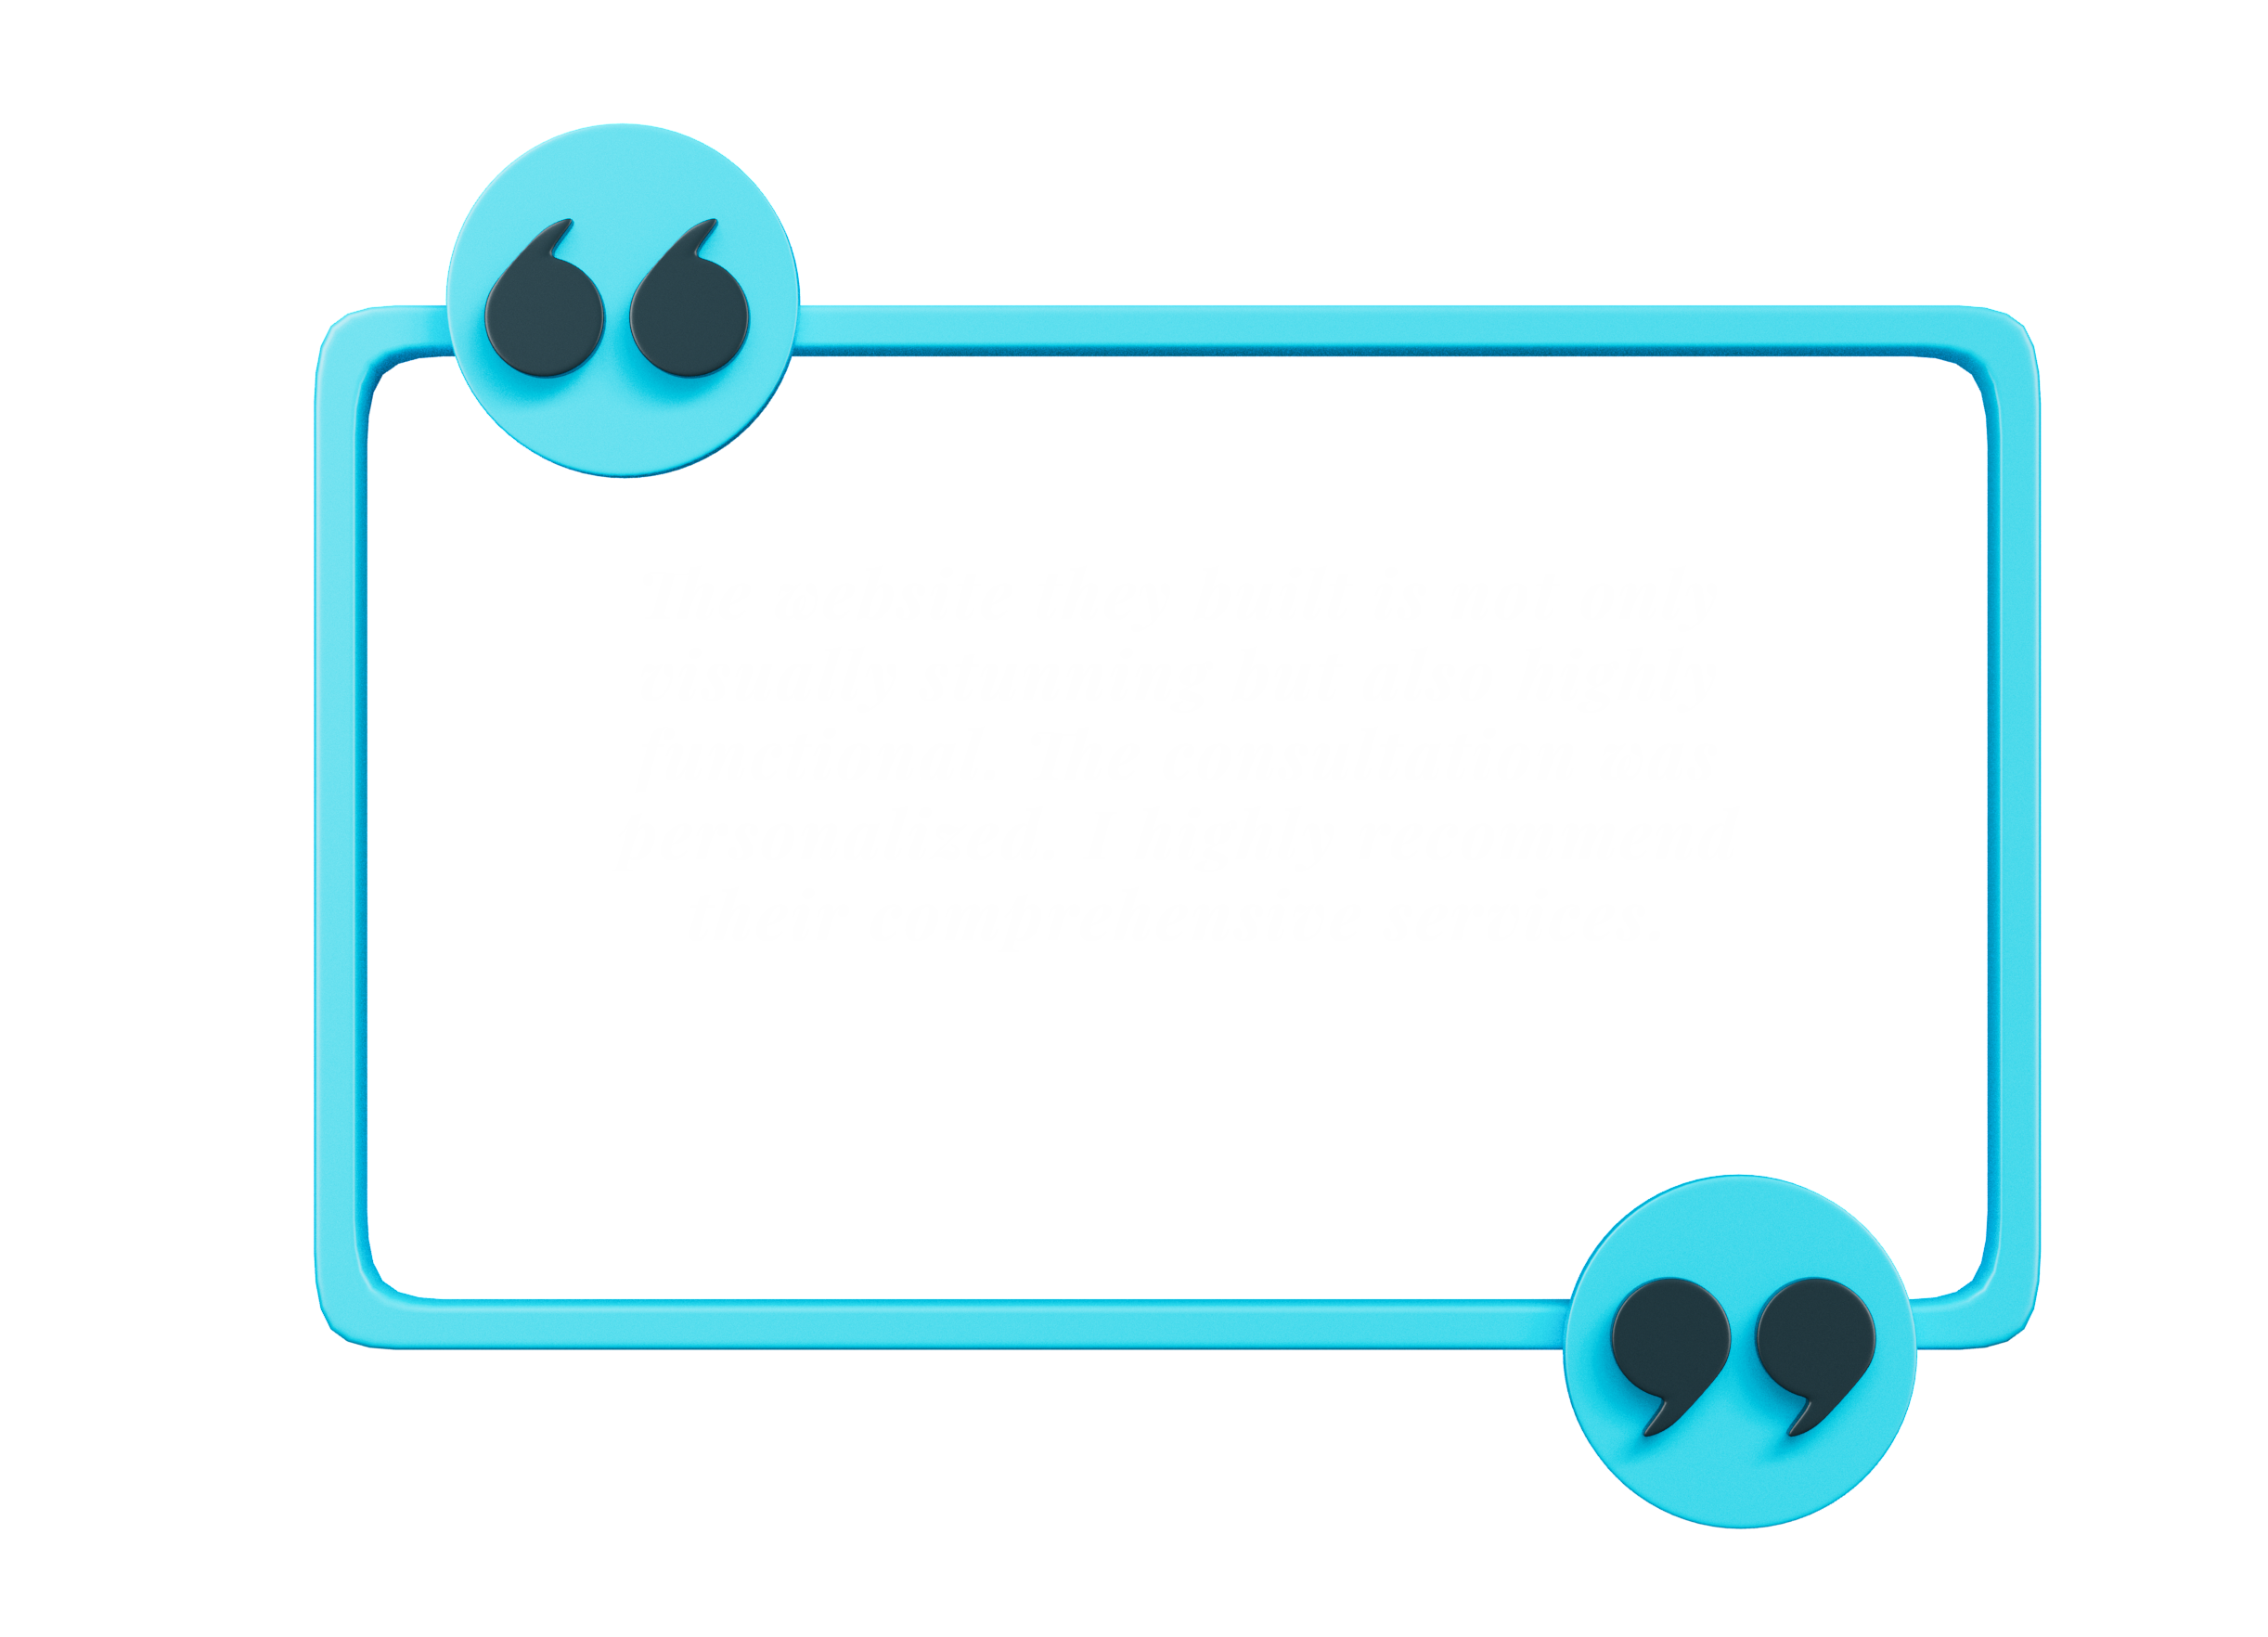 The website they built is not only
visually stunning but also highly
functional. The consultation was
personalized. I highly recommend
their comprehensive services.